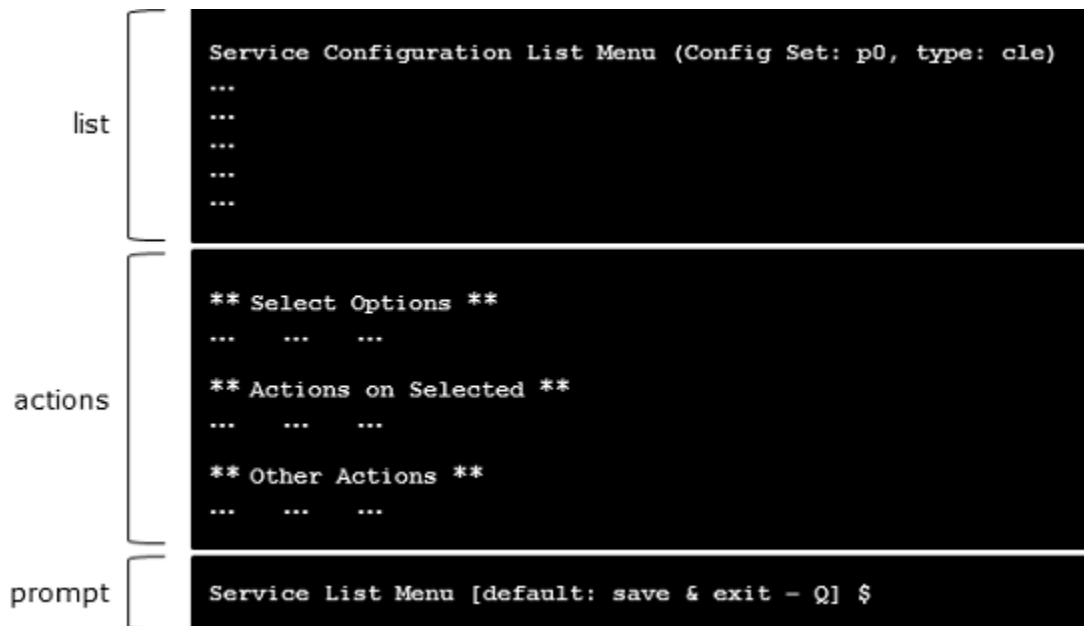 list
Service Configuration List Menu (Config Set: p0, type: cle)
...
...
...
...
...
actions
** Select Options **
... ... ...
** Actions on Selected **
... ... ...
** Other Actions **
... ... ...
prompt
Service List Menu [default: save & exit – Q] $